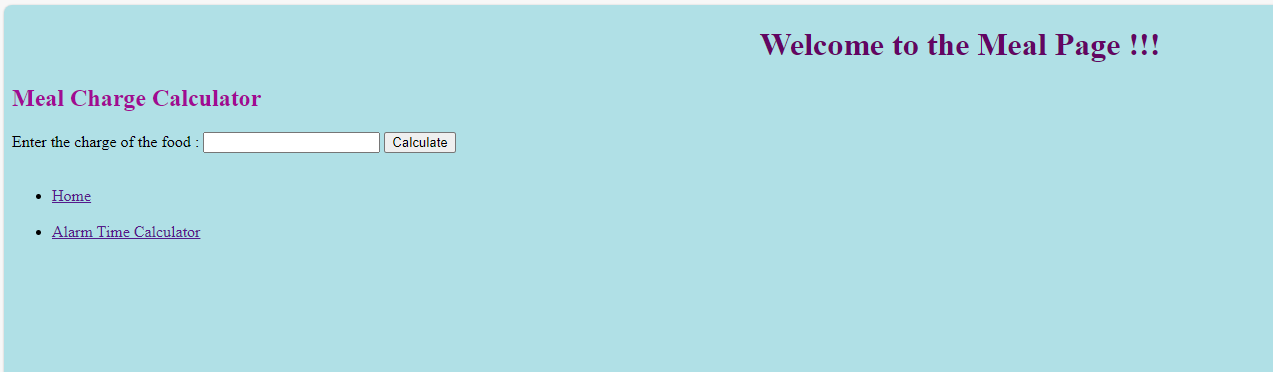 Welcome to the Meal Page !!!
Meal Charge Calculator
Enter the charge of the food : Calculate
Home
Alarm Time Calculator